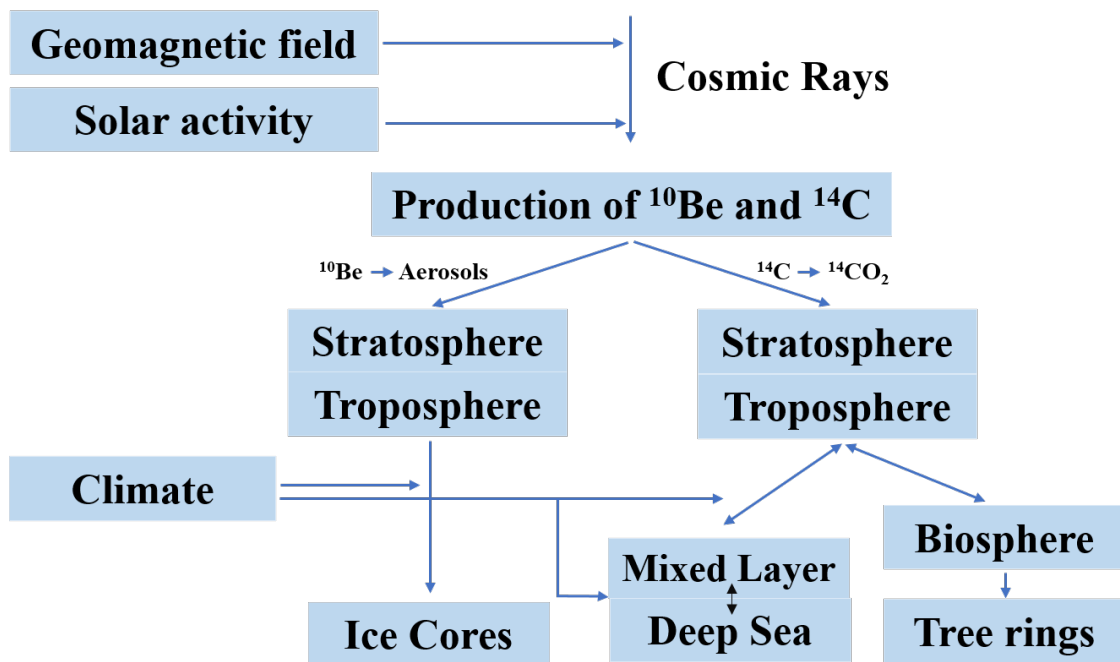 Geomagnetic field
Cosmic Rays
Solar activity
Production of ¹⁰Be and ¹⁴C
¹⁰Be → Aerosols
¹⁴C → ¹⁴CO₂
Stratosphere
Stratosphere
Troposphere
Troposphere
Climate
Biosphere
Mixed Layer
Ice Cores
Deep Sea
Tree rings